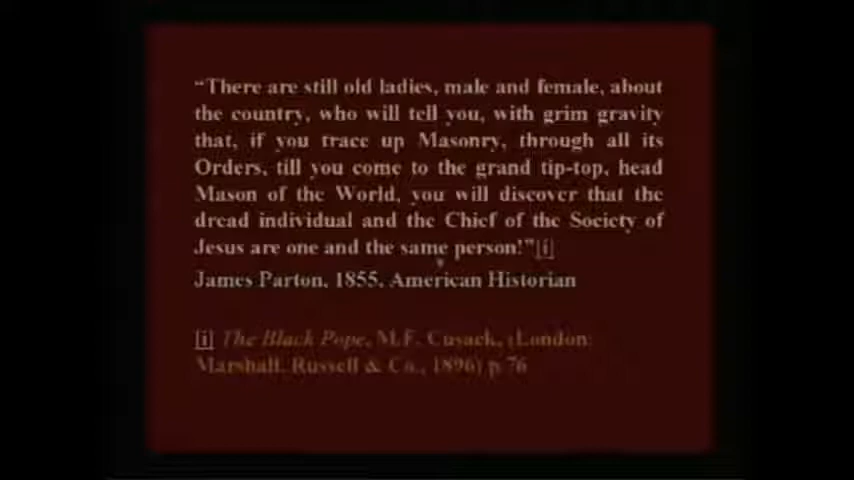 “There are still old ladies, male and female, about
the country, who will tell you, with grim gravity
that, if you trace up Masonry, through all its
Orders, till you come to the grand tip-top, head
Mason of the World, you will discover that the
dread individual and the Chief of the Society of
Jesus are one and the same person!”[i]
James Parton, 1855, American Historian
[i] The Black Pope, M.F. Cusack, (London:
Marshall, Russell & Co., 1896) p.76